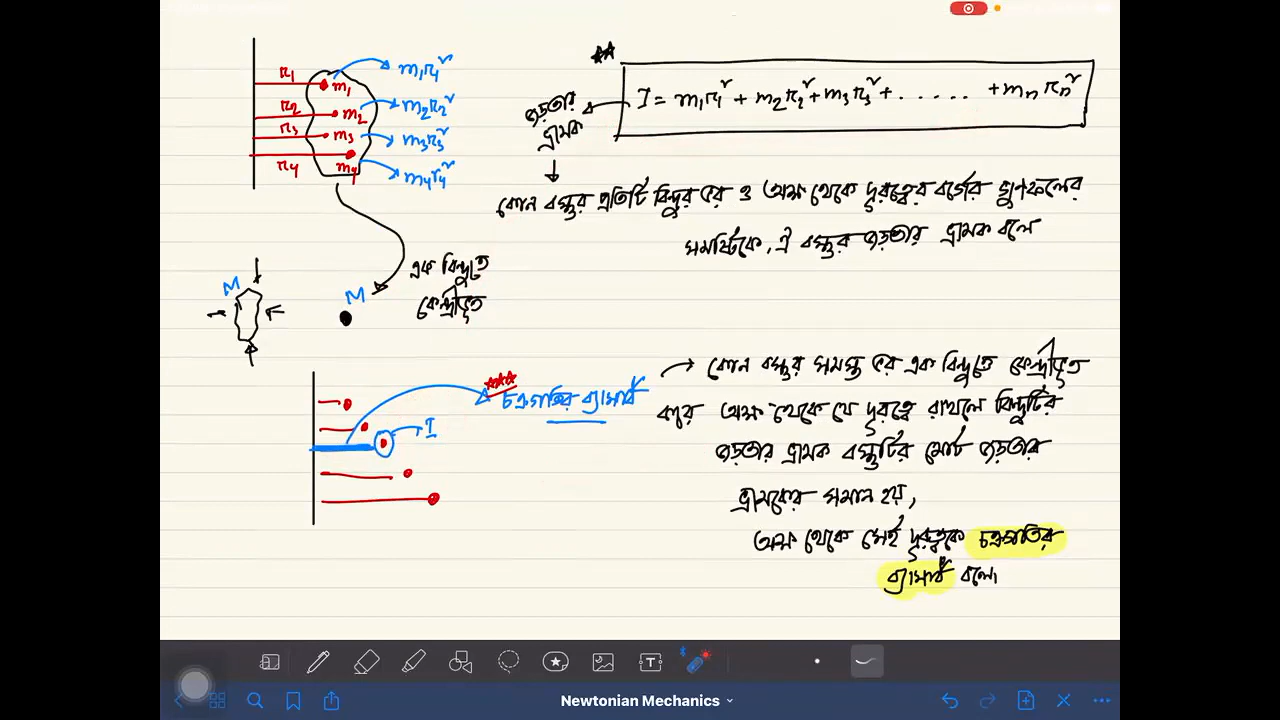 r₁ m₁ m₁r₁²
r₂ m₂ m₂r₂²
r₃ m₃ m₃r₃²
r₄ m₄ m₄r₄²
** I = m₁r₁² + m₂r₂² + m₃r₃² + . . . . . . + mₙ rₙ²
জড়তার
ভ্রামক
কোন বস্তুর প্রতিটি বিন্দুর ভর ও অক্ষ থেকে দূরত্বের বর্গের গুণফলের
সমষ্টিকে, ঐ বস্তুর জড়তার ভ্রামক বলে
এক বিন্দুতে
কেন্দ্রীভূত
M
M
*** চক্রগতির ব্যাসার্ধ
I
→ কোন বস্তুর সমস্ত ভর এক বিন্দুতে কেন্দ্রীভূত
করে অক্ষ থেকে যে দূরত্বে রাখলে বিন্দুটির
জড়তার ভ্রামক বস্তুটির মোট জড়তার
ভ্রামকের সমান হয়,
অক্ষ থেকে সেই দূরত্বকে চক্রগতির
ব্যাসার্ধ বলে।
T
Newtonian Mechanics